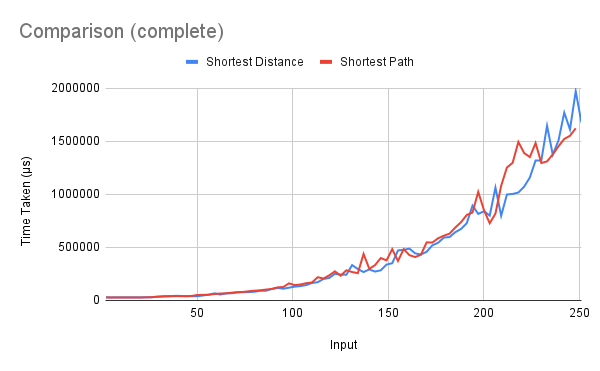 Comparison (complete)
Shortest Distance Shortest Path
2000000
1500000
1000000
500000
0
Time Taken (µs)
50 100 150 200 250
Input